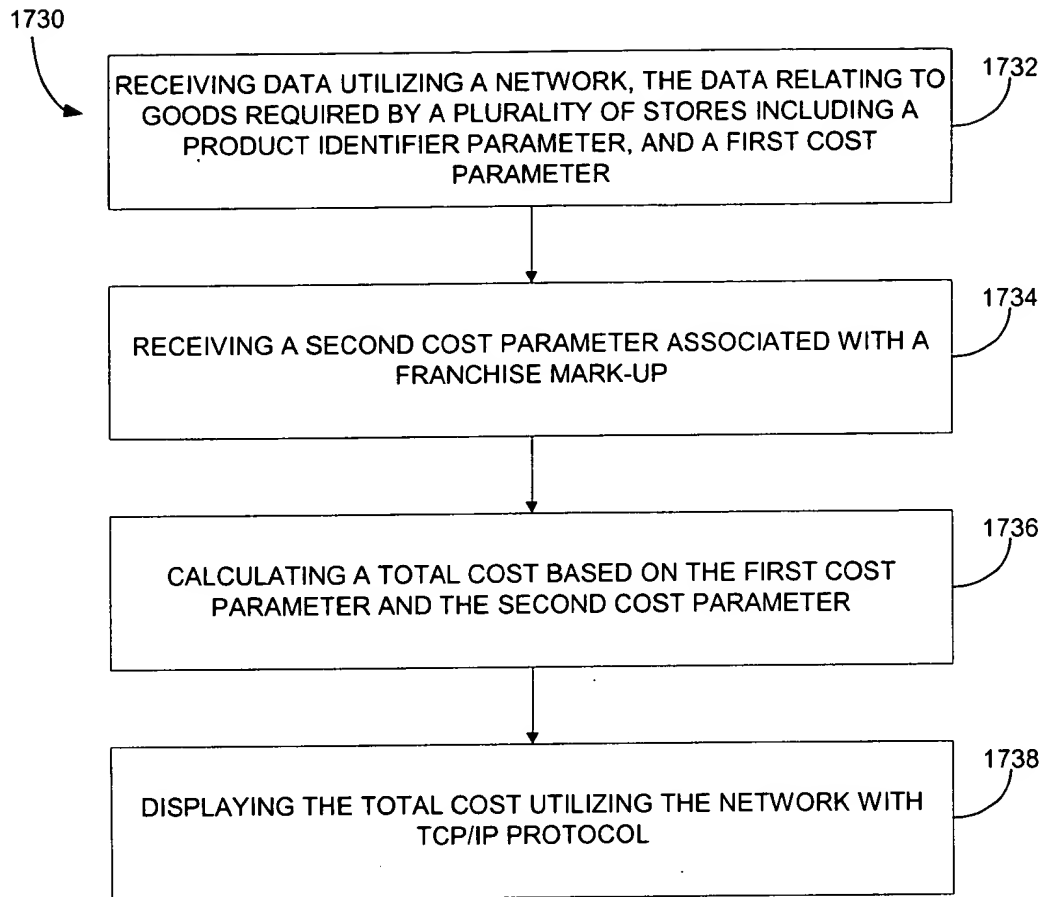 1730
RECEIVING DATA UTILIZING A NETWORK, THE DATA RELATING TO
GOODS REQUIRED BY A PLURALITY OF STORES INCLUDING A
PRODUCT IDENTIFIER PARAMETER, AND A FIRST COST
PARAMETER
1732
RECEIVING A SECOND COST PARAMETER ASSOCIATED WITH A
FRANCHISE MARK-UP
1734
CALCULATING A TOTAL COST BASED ON THE FIRST COST
PARAMETER AND THE SECOND COST PARAMETER
1736
DISPLAYING THE TOTAL COST UTILIZING THE NETWORK WITH
TCP/IP PROTOCOL
1738